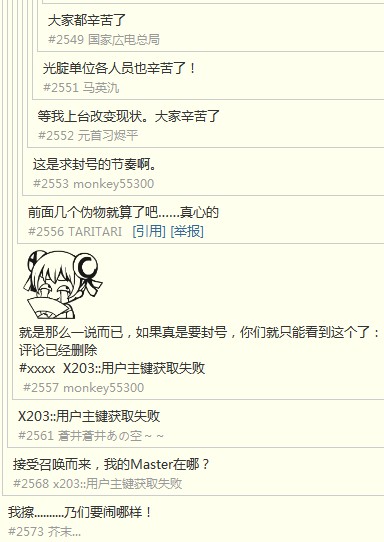 大家都辛苦了
#2549 国家広电总局
光腚单位各人员也辛苦了！
#2551 马英氿
等我上台改变现状。大家辛苦了
#2552 元首习烬平
这是求封号的节奏啊。
#2553 monkey55300
前面几个伪物就算了吧……真心的
#2556 TARITARI [引用] [举报]
就是那么一说而已，如果真是要封号，你们就只能看到这个了：
评论已经删除
#xxxx X203::用户主键获取失败
#2557 monkey55300
X203::用户主键获取失败
#2561 蒼井蒼井あの空～～
接受召唤而来，我的Master在哪？
#2568 x203::用户主键获取失败
我擦..........乃们要闹哪样！
#2573 芥末...